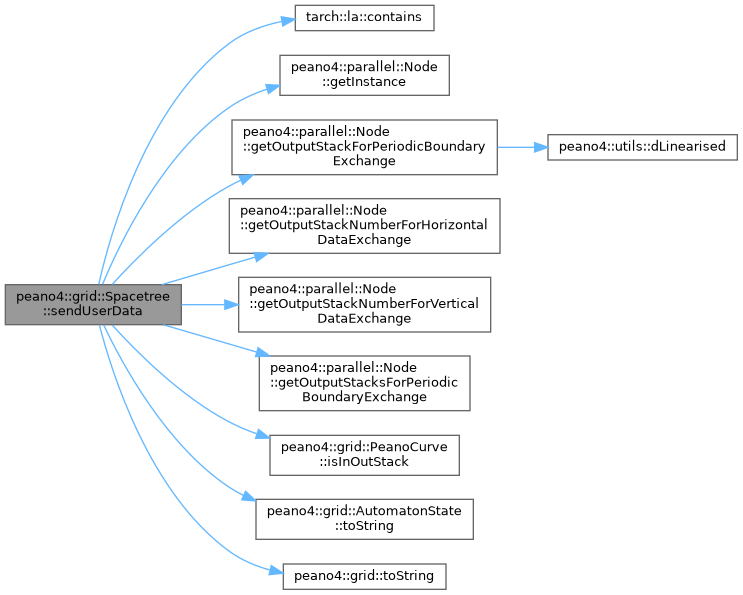 tarch::la::contains
peano4::parallel::Node
::getInstance
peano4::parallel::Node
::getOutputStackForPeriodicBoundary
Exchange
peano4::utils::dLinearised
peano4::parallel::Node
::getOutputStackNumberForHorizontal
DataExchange
peano4::grid::Spacetree
::sendUserData
peano4::parallel::Node
::getOutputStackNumberForVertical
DataExchange
peano4::parallel::Node
::getOutputStacksForPeriodic
BoundaryExchange
peano4::grid::PeanoCurve
::isInOutStack
peano4::grid::AutomatonState
::toString
peano4::grid::toString